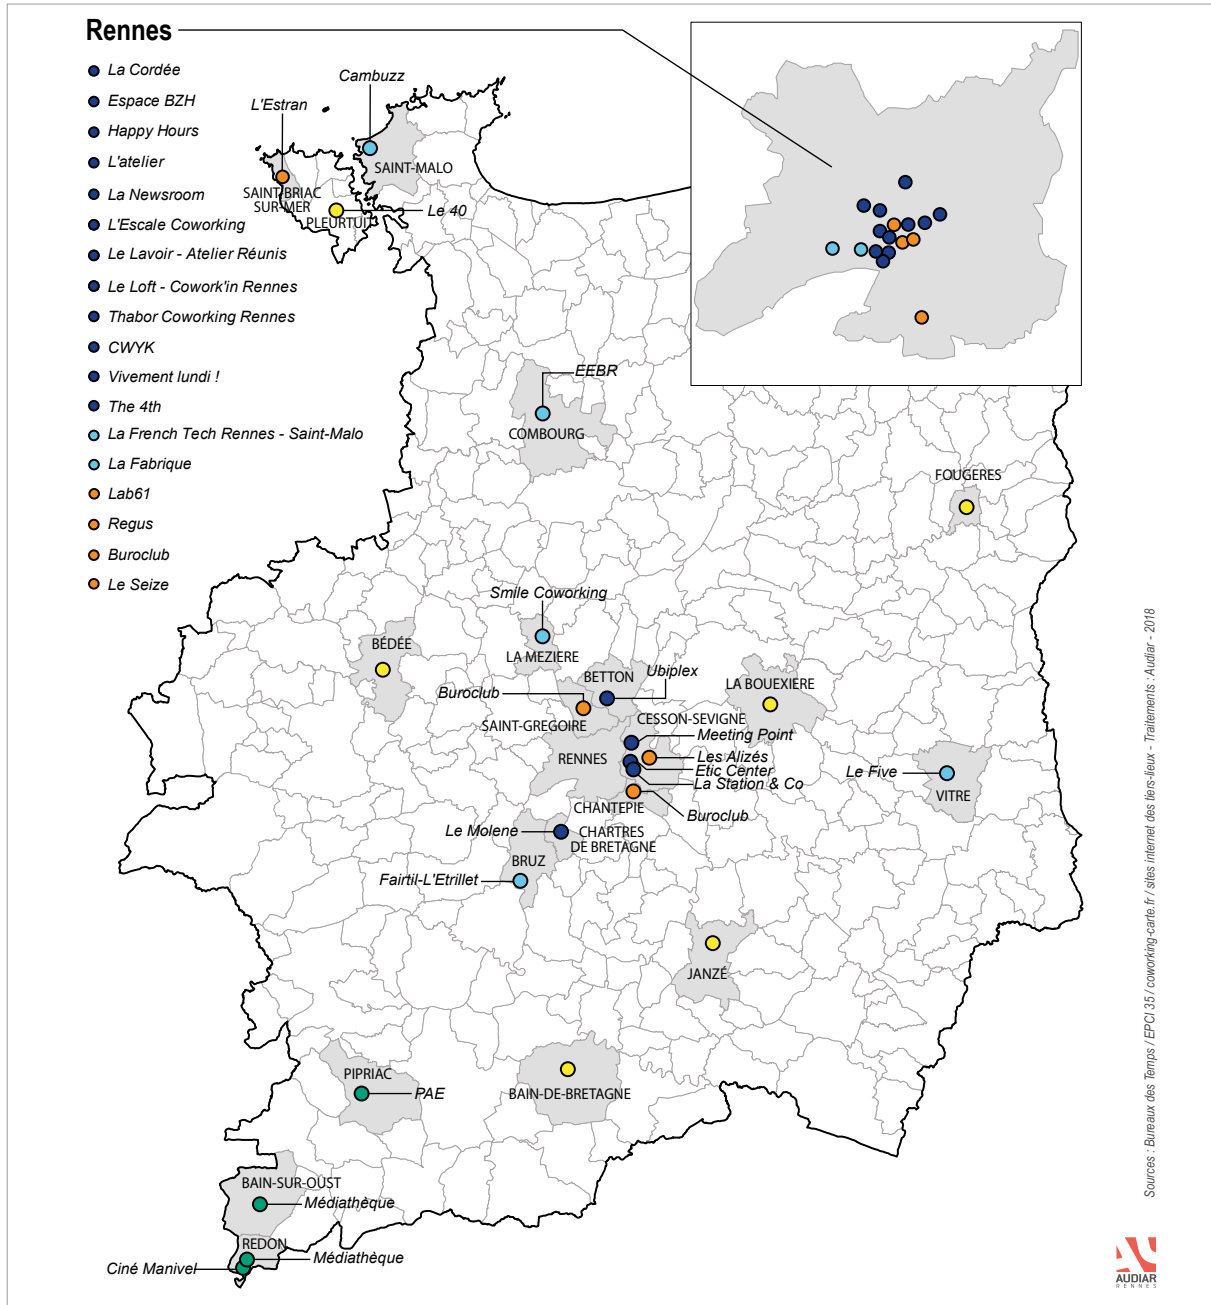 Rennes
La Cordée
Espace BZH
Happy Hours
L'atelier
La Newsroom
L'Escale Coworking
Le Lavoir - Atelier Réunis
Le Loft - Cowork'in Rennes
Thabor Coworking Rennes
CWYK
Vivement lundi !
The 4th
La French Tech Rennes - Saint-Malo
La Fabrique
Lab61
Regus
Buroclub
Le Seize
Cambuzz
L'Estran
SAINT-MALO
SAINT-BRIAC
SUR-MER
PLEURTUIT
Le 40
EEBR
COMBOURG
FOUGERES
Smile Coworking
LA MEZIERE
BÉDÉE
BETTON
Ubiplex
LA BOUEXIERE
Buroclub
SAINT-GREGOIRE
CESSON-SEVIGNE
Meeting Point
RENNES
Les Alizés
Etic Center
La Station & Co
Le Five
VITRE
CHANTEPIE
Buroclub
Le Molene
CHARTRES
DE BRETAGNE
BRUZ
Fairtil-L'Etrillet
JANZÉ
PIPRIAC
PAE
BAIN-DE-BRETAGNE
BAIN-SUR-OUST
Médiathèque
REDON
Médiathèque
Ciné Manivel
Sources : Bureaux des Temps / EPCI 35 / coworking-carte.fr / sites internet des tiers-lieux - Traitements : Audiar - 2018
AUDIAR
RENNES